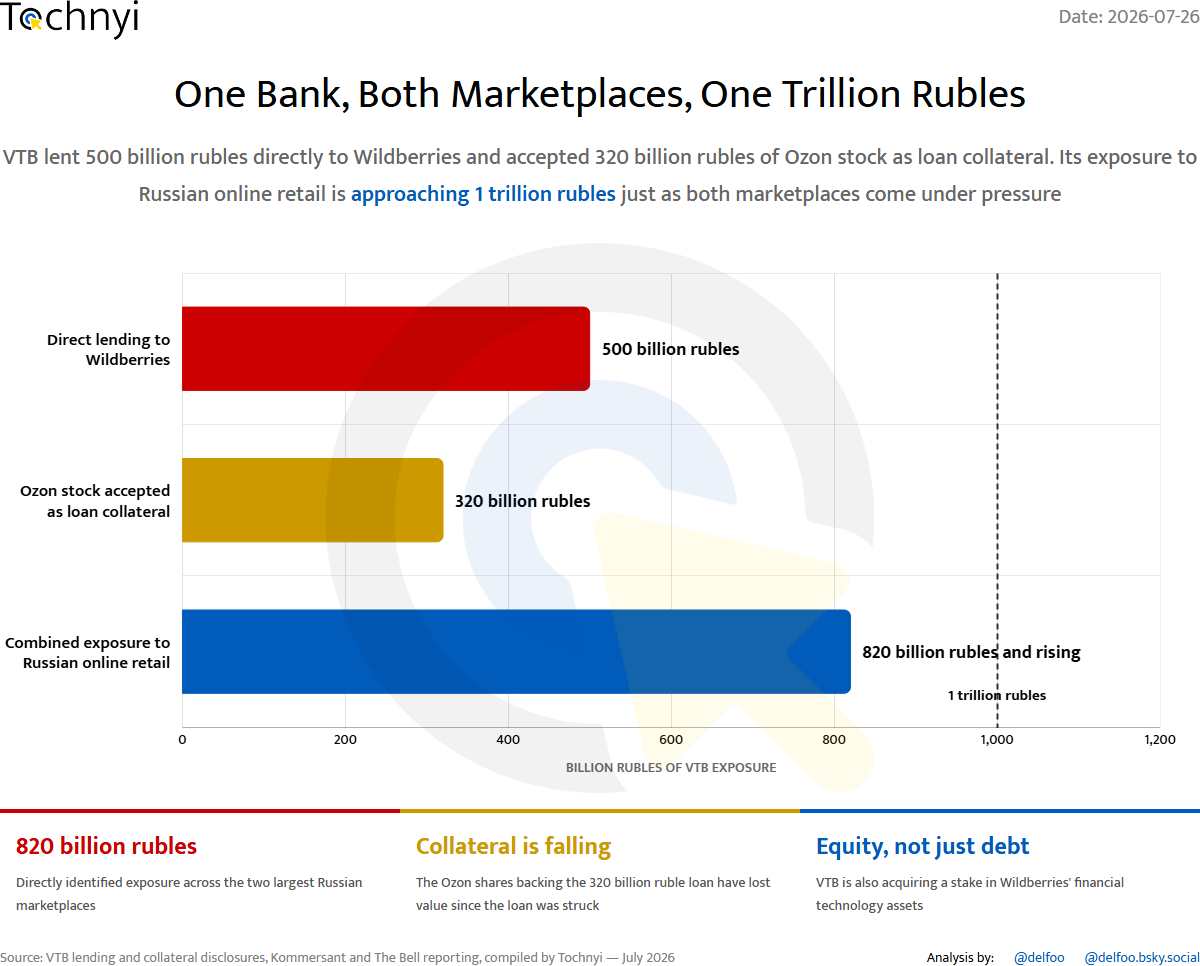 Tochnyi
Date: 2026-07-26
One Bank, Both Marketplaces, One Trillion Rubles
VTB lent 500 billion rubles directly to Wildberries and accepted 320 billion rubles of Ozon stock as loan collateral. Its exposure to
Russian online retail is approaching 1 trillion rubles just as both marketplaces come under pressure
Direct lending to
Wildberries
500 billion rubles
Ozon stock accepted
as loan collateral
320 billion rubles
Combined exposure to
Russian online retail
820 billion rubles and rising
1 trillion rubles
0 200 400 600 800 1,000 1,200
BILLION RUBLES OF VTB EXPOSURE
820 billion rubles
Directly identified exposure across the two largest Russian
marketplaces
Collateral is falling
The Ozon shares backing the 320 billion ruble loan have lost
value since the loan was struck
Equity, not just debt
VTB is also acquiring a stake in Wildberries' financial
technology assets
Source: VTB lending and collateral disclosures, Kommersant and The Bell reporting, compiled by Tochnyi — July 2026
Analysis by: @delfoo @delfoo.bsky.social